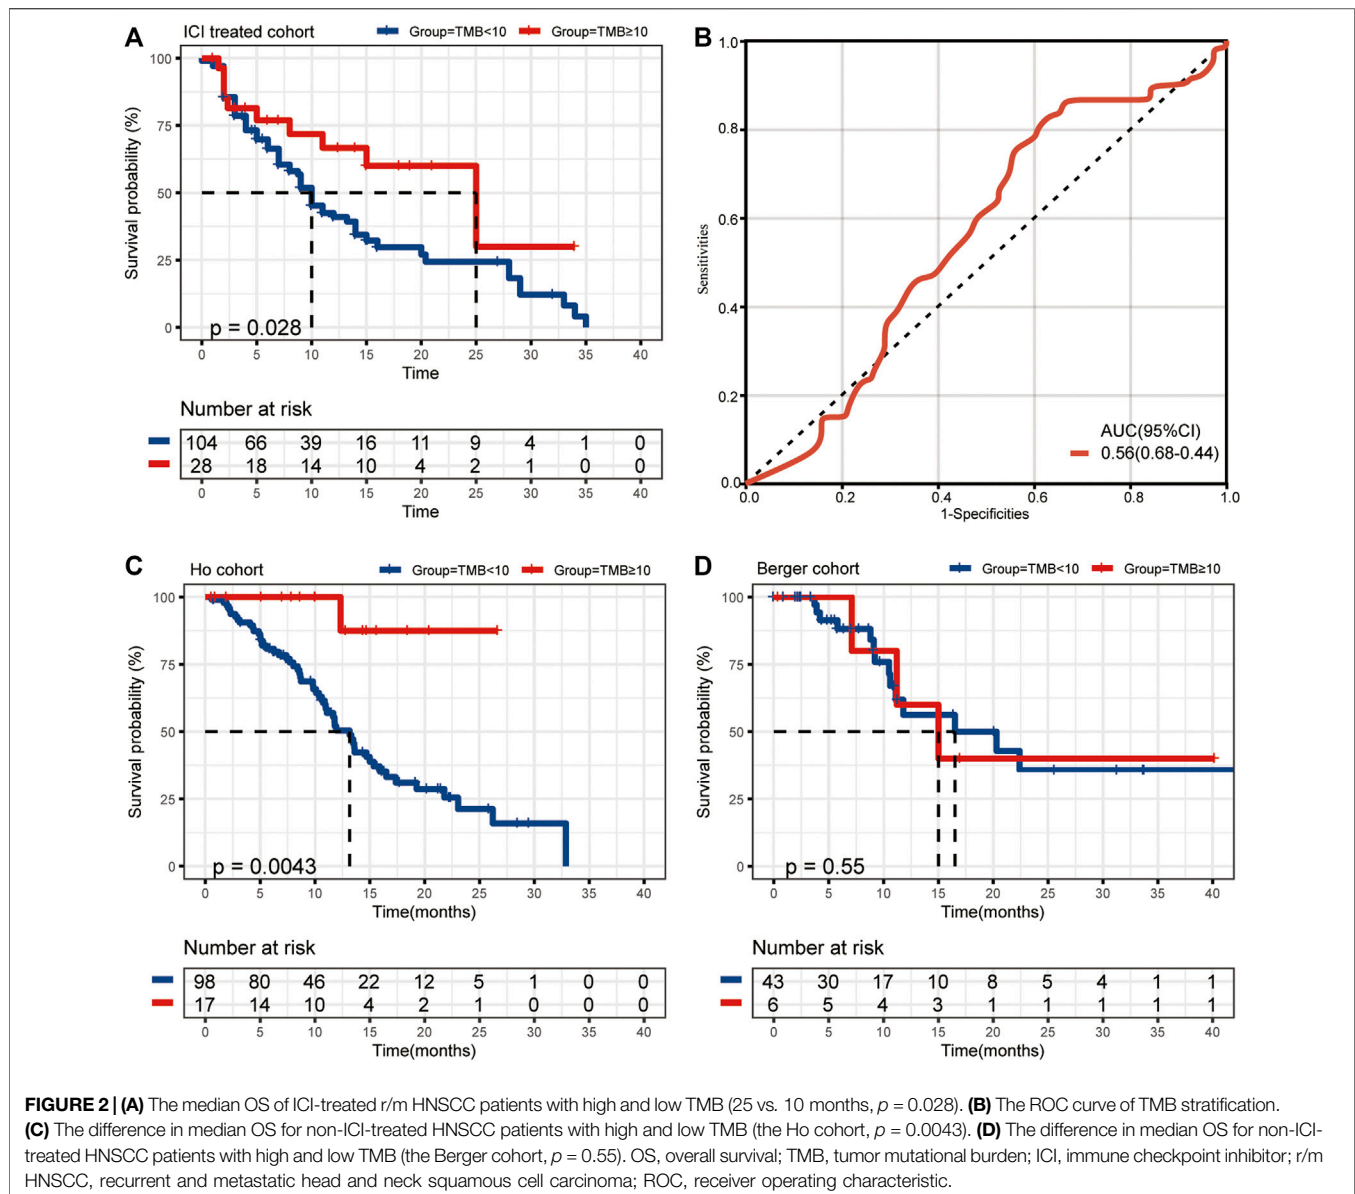 A ICI treated cohort Group=TMB<10 Group=TMB≥10
100
75
50
25
0
Survival probability (%)
p = 0.028
0 5 10 15 20 25 30 35 40
Time
Number at risk
104 66 39 16 11 9 4 1 0
28 18 14 10 4 2 1 0 0
0 5 10 15 20 25 30 35 40
Time
B
1.0
0.8
0.6
0.4
0.2
0.0
Sensitivities
AUC(95%CI)
0.56(0.68-0.44)
0.0 0.2 0.4 0.6 0.8 1.0
1-Specificities
C Ho cohort Group=TMB<10 Group=TMB≥10
100
75
50
25
0
Survival probability (%)
p = 0.0043
0 5 10 15 20 25 30 35 40
Time(months)
Number at risk
98 80 46 22 12 5 1 0 0
17 14 10 4 2 1 0 0 0
0 5 10 15 20 25 30 35 40
Time(months)
D Berger cohort Group=TMB<10 Group=TMB≥10
100
75
50
25
0
Survival probability (%)
p = 0.55
0 5 10 15 20 25 30 35 40
Time(months)
Number at risk
43 30 17 10 8 5 4 1 1
6 5 4 3 1 1 1 1 1
0 5 10 15 20 25 30 35 40
Time(months)
FIGURE 2 | (A) The median OS of ICI-treated r/m HNSCC patients with high and low TMB (25 vs. 10 months, p = 0.028). (B) The ROC curve of TMB stratification.
(C) The difference in median OS for non-ICI-treated HNSCC patients with high and low TMB (the Ho cohort, p = 0.0043). (D) The difference in median OS for non-ICI-
treated HNSCC patients with high and low TMB (the Berger cohort, p = 0.55). OS, overall survival; TMB, tumor mutational burden; ICI, immune checkpoint inhibitor; r/m
HNSCC, recurrent and metastatic head and neck squamous cell carcinoma; ROC, receiver operating characteristic.